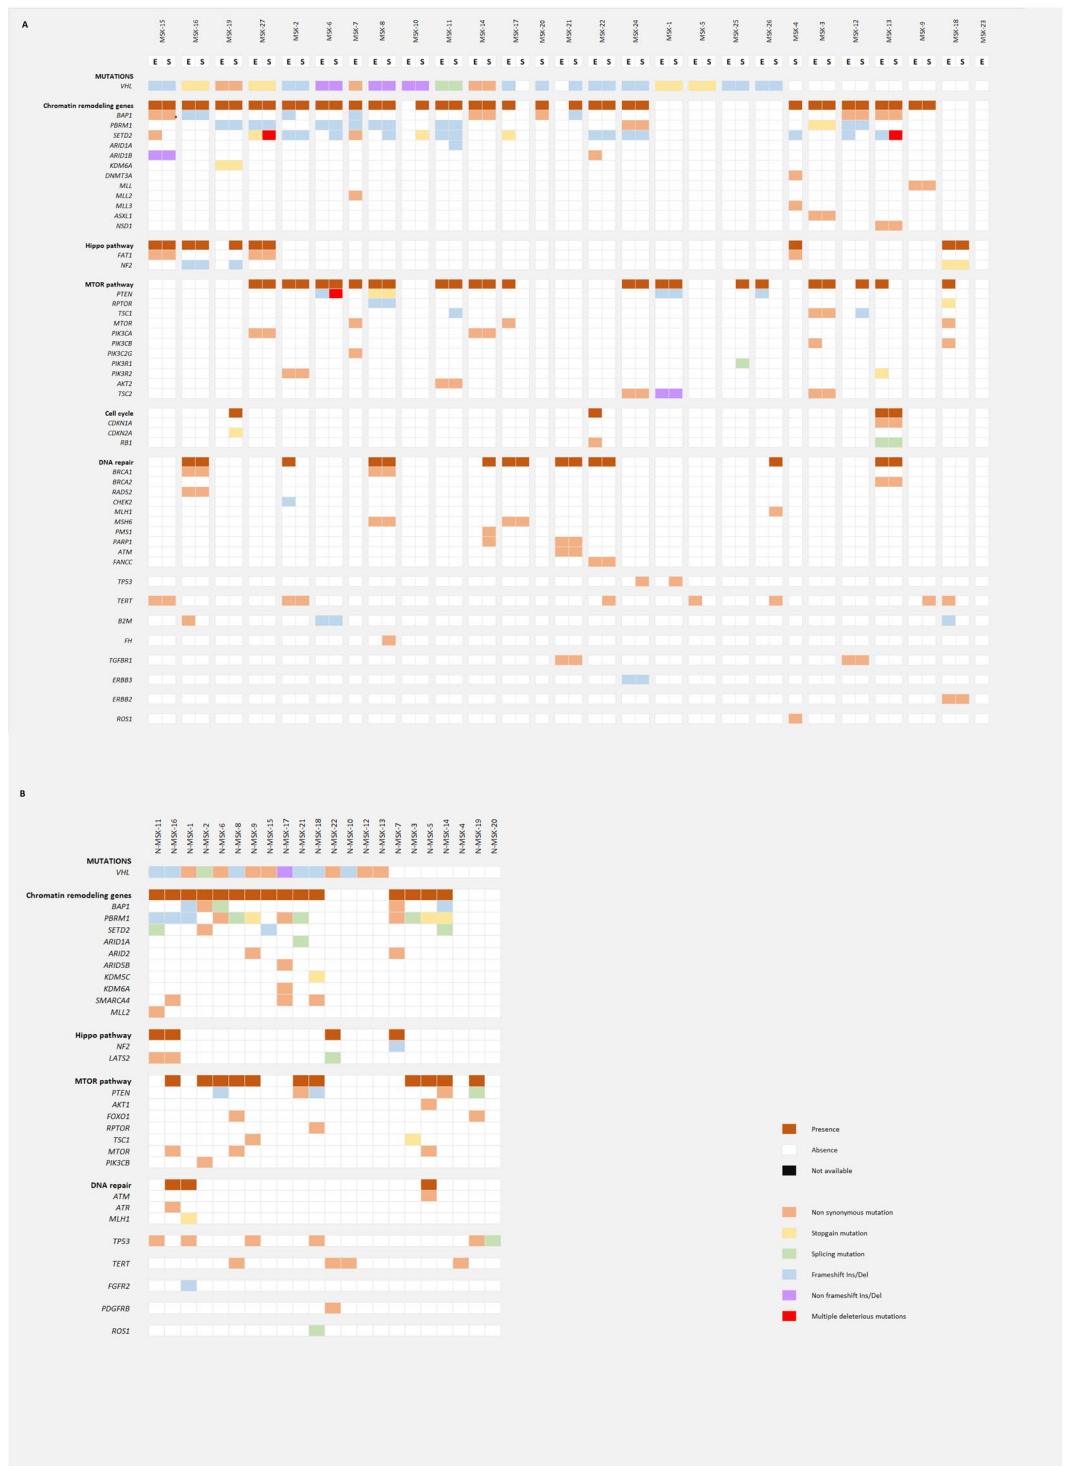 A
MSK-15 MSK-16 MSK-19 MSK-27 MSK-2 MSK-6 MSK-7 MSK-8 MSK-10 MSK-11 MSK-14 MSK-17 MSK-20 MSK-21 MSK-22 MSK-24 MSK-1 MSK-5 MSK-25 MSK-26 MSK-4 MSK-3 MSK-12 MSK-13 MSK-9 MSK-18 MSK-23
E S E S E S E S E S E S E E S E S E S E S E S S E S E S E S E S E S E S E S S E S E S E S E S E S E
MUTATIONS
VHL
Chromatin remodeling genes
BAP1
PBRM1
SETD2
ARID1A
ARID1B
KDM6A
DNMT3A
MLL
MLL2
MLL3
ASXL1
NSD1
Hippo pathway
FAT1
NF2
MTOR pathway
PTEN
RPTOR
TSC1
MTOR
PIK3CA
PIK3CB
PIK3C2G
PIK3R1
PIK3R2
AKT2
TSC2
Cell cycle
CDKN1A
CDKN2A
RB1
DNA repair
BRCA1
BRCA2
RAD52
CHEK2
MLH1
MSH6
PMS1
PARP1
ATM
FANCC
TP53
TERT
B2M
FH
TGFBR1
ERBB3
ERBB2
ROS1
B
N-MSK-11 N-MSK-16 N-MSK-1 N-MSK-2 N-MSK-6 N-MSK-8 N-MSK-9 N-MSK-15 N-MSK-17 N-MSK-21 N-MSK-18 N-MSK-22 N-MSK-10 N-MSK-12 N-MSK-13 N-MSK-7 N-MSK-3 N-MSK-5 N-MSK-14 N-MSK-4 N-MSK-19 N-MSK-20
MUTATIONS
VHL
Chromatin remodeling genes
BAP1
PBRM1
SETD2
ARID1A
ARID2
ARID5B
KDM5C
KDM6A
SMARCA4
MLL2
Hippo pathway
NF2
LATS2
MTOR pathway
PTEN
AKT1
FOXO1
RPTOR
TSC1
MTOR
PIK3CB
DNA repair
ATM
ATR
MLH1
TP53
TERT
FGFR2
PDGFRB
ROS1
Presence
Absence
Not available
Non synonymous mutation
Stopgain mutation
Splicing mutation
Frameshift Ins/Del
Non frameshift Ins/Del
Multiple deleterious mutations